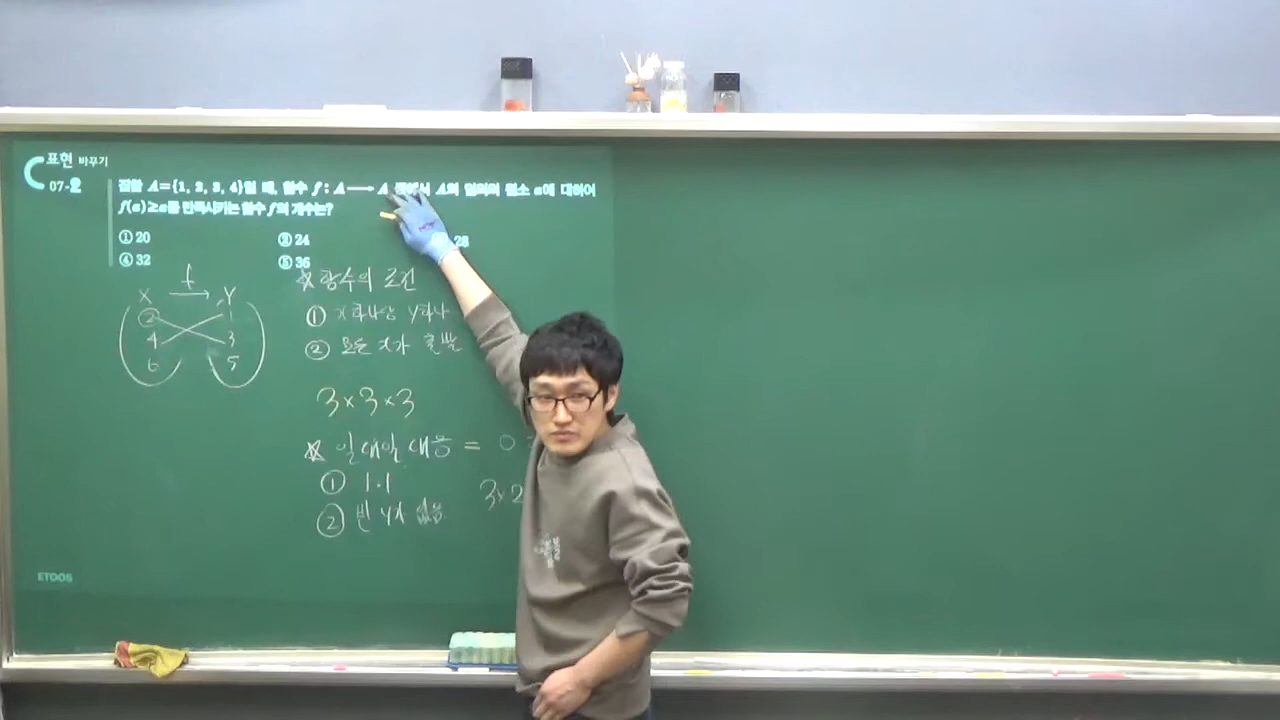 표현 바꾸기
07-2
집합 A={1, 2, 3, 4}일 때, 함수 f : A → A 중에서 A의 임의의 원소 a에 대하여
f(a)≥a를 만족시키는 함수 f의 개수는?
① 20 ② 24 28
④ 32 ⑤ 36
f
X → Y
2 1
4 3
6 5
☆ 함수의 조건
① x하나당 y하나
② 모든 x가 출발
3×3×3
☆ 일대일 대응 = 0
① 1.1
② 빈 y가 없음
3×2
ETOOS